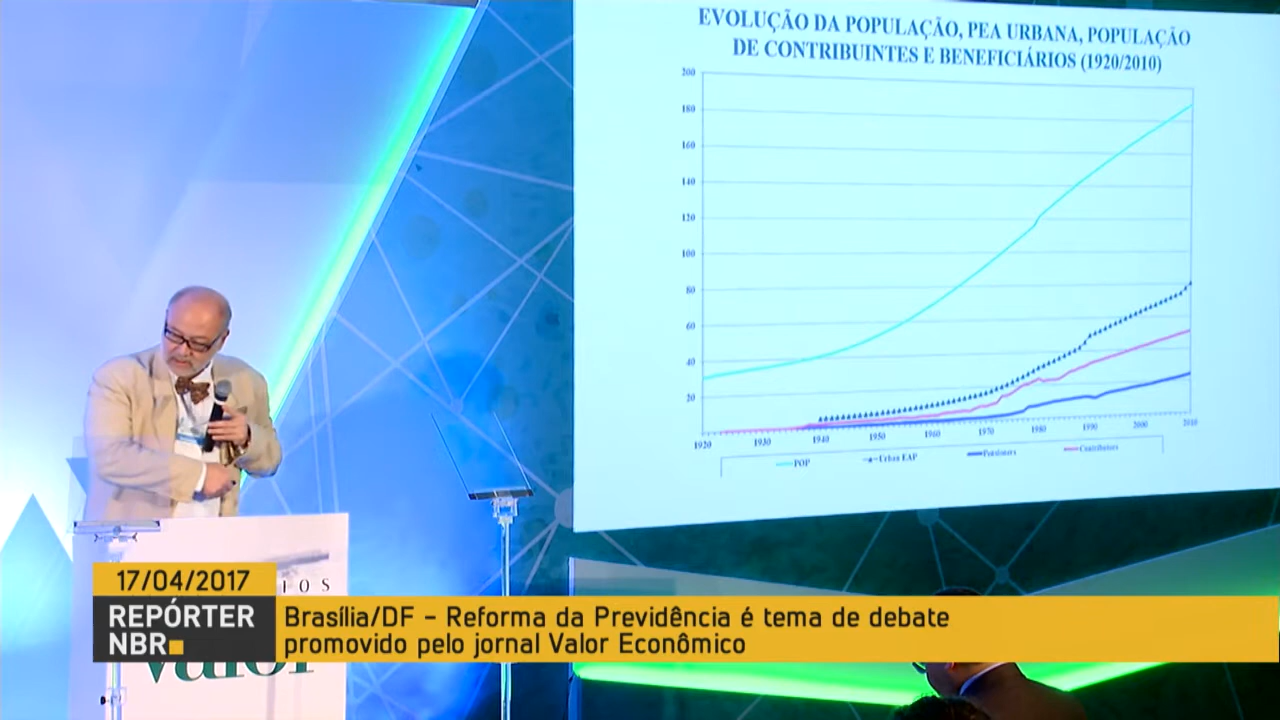 EVOLUÇÃO DA POPULAÇÃO, PEA URBANA, POPULAÇÃO
DE CONTRIBUINTES E BENEFICIÁRIOS (1920/2010)
200
180
160
140
120
100
80
60
40
20
1920 1930 1940 1950 1960 1970 1980 1990 2000 2010
POP Urban EAP Pensioners Contributors
17/04/2017
REPÓRTER
NBR
Brasília/DF - Reforma da Previdência é tema de debate
promovido pelo jornal Valor Econômico
IOS
Valor